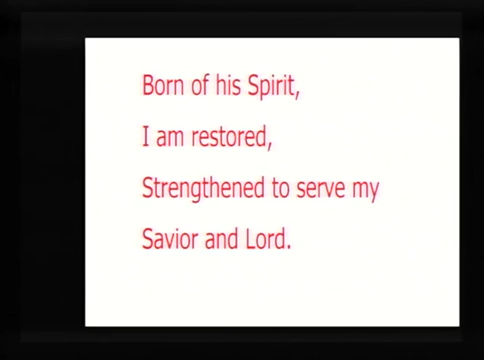 Born of his Spirit,
I am restored,
Strengthened to serve my
Savior and Lord.